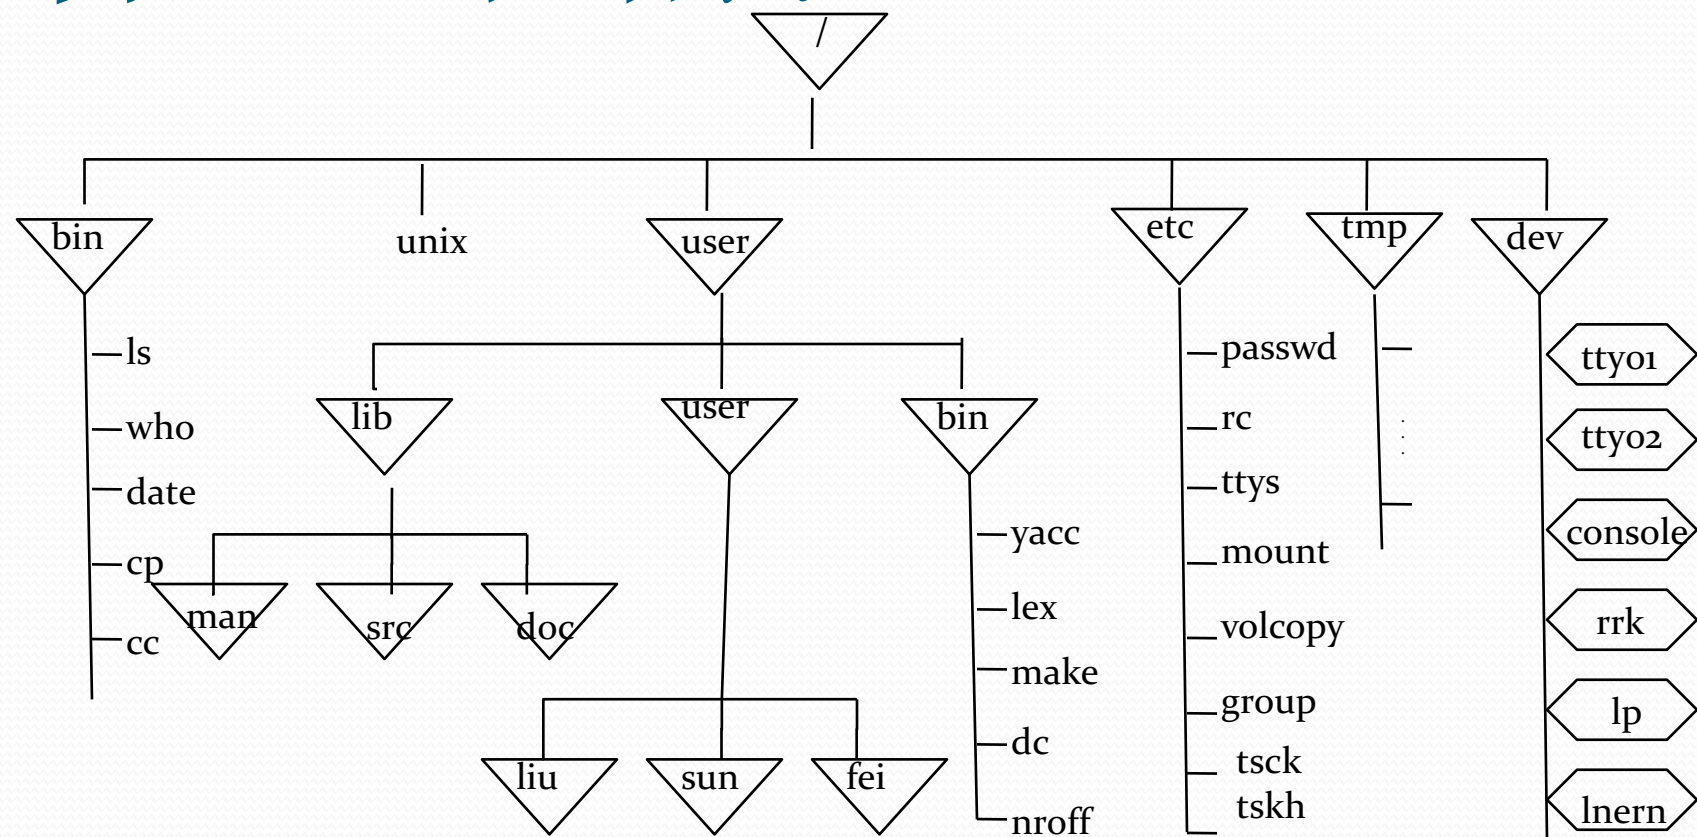 /
bin
unix
user
etc
tmp
dev
ls
who
date
cp
cc
lib
user
bin
man
src
doc
liu
sun
fei
yacc
lex
make
dc
nroff
passwd
rc
ttys
mount
volcopy
group
tsck
tskh
tty01
tty02
console
rrk
lp
lnern